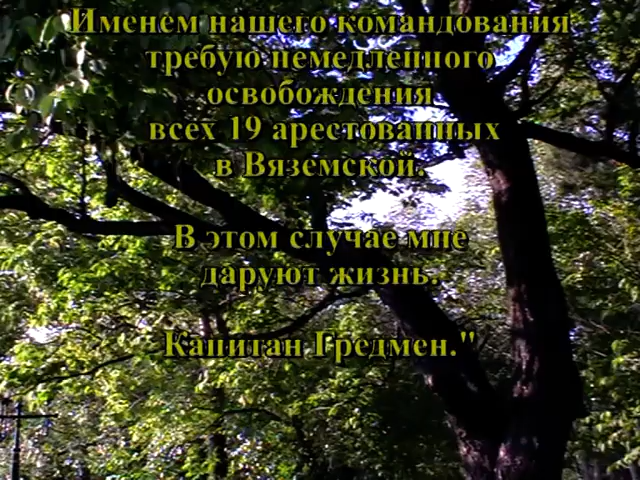 Именем нашего командования
требую немедленного
освобождения
всех 19 арестованных
в Вяземской.
В этом случае мне
даруют жизнь.
Капитан Гредмен."